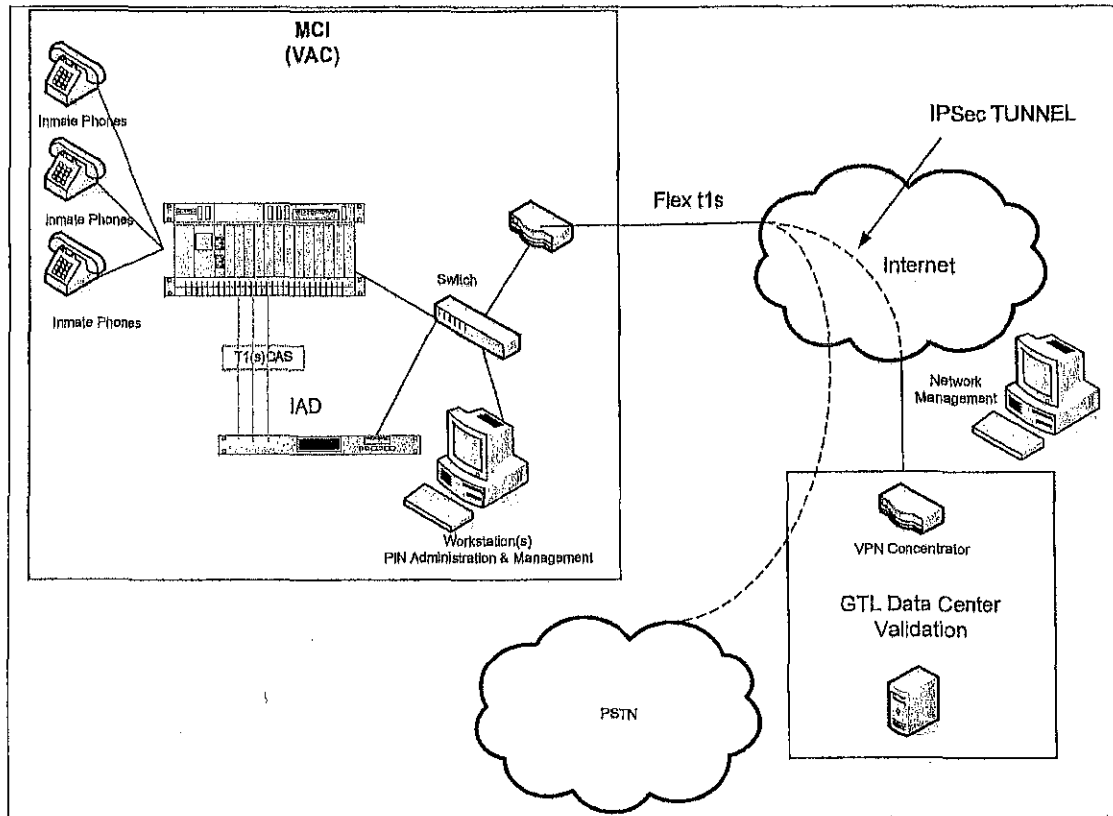 MCI
(VAC)
Inmate Phones
Inmate Phones
Inmate Phones
T1(s)CAS
IAD
Switch
Workstation(s)
PIN Administration & Management
Flex t1s
IPSec TUNNEL
Internet
Network
Management
VPN Concentrator
GTL Data Center
Validation
PSTN